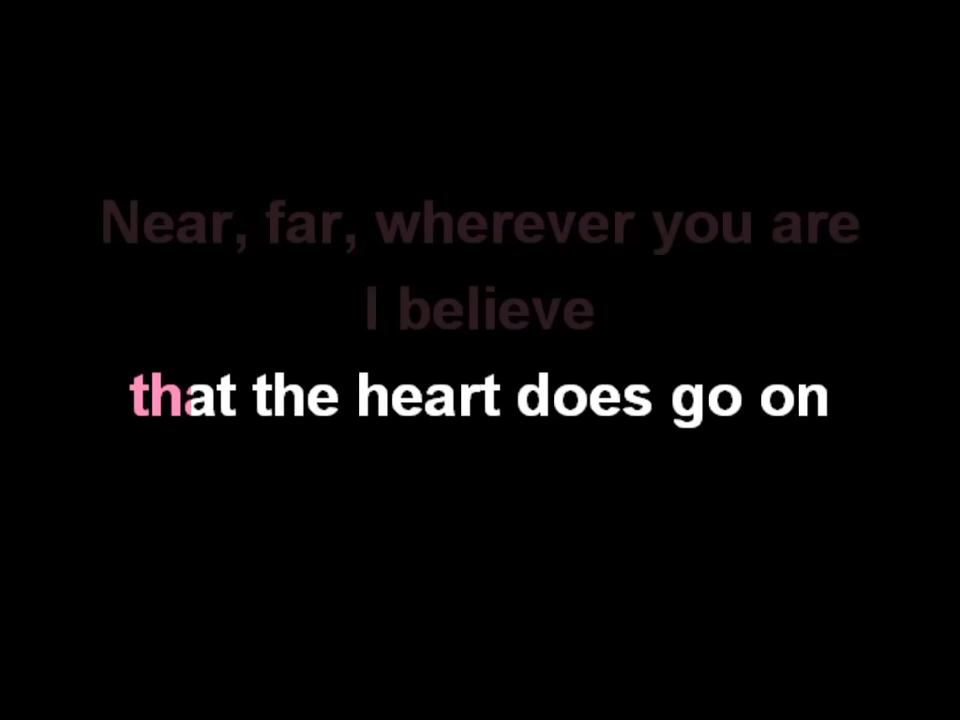 Near, far, wherever you are
I believe
that the heart does go on